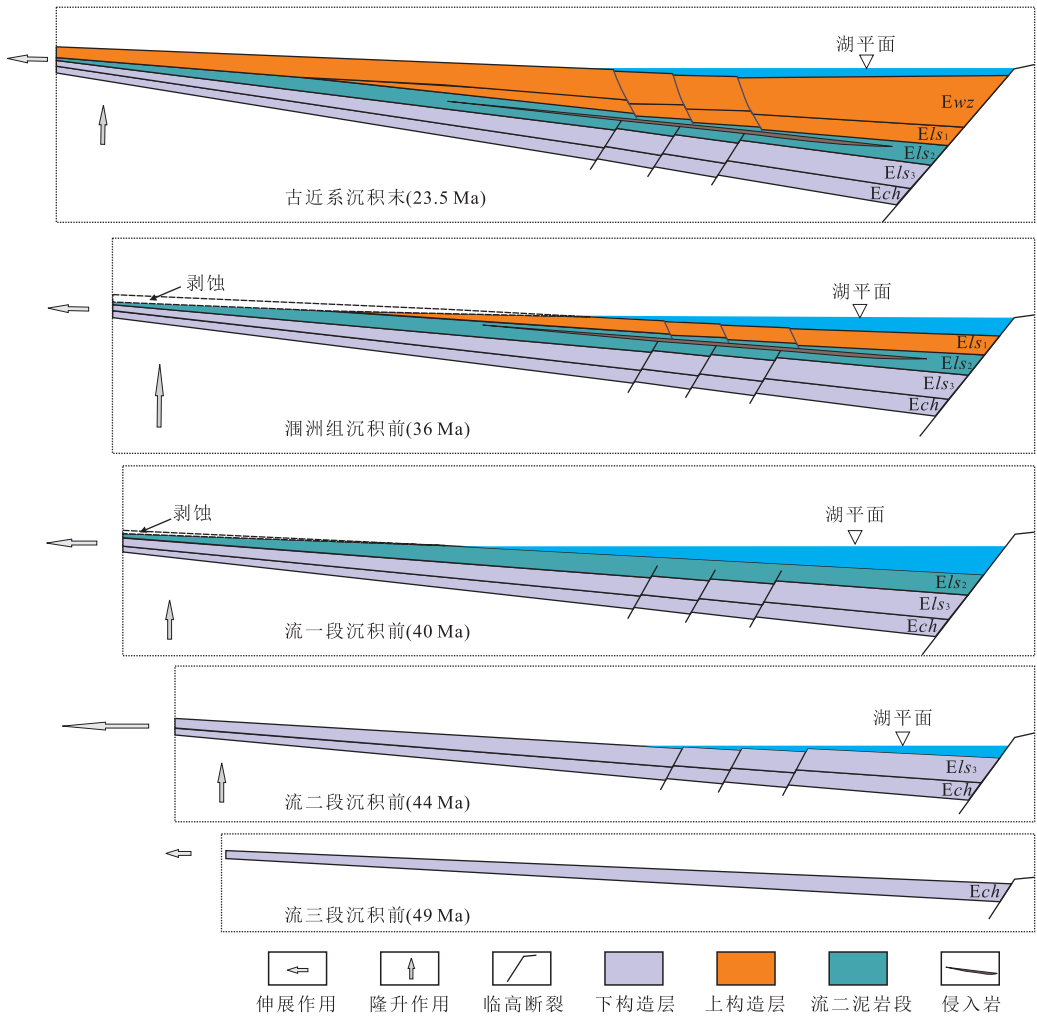 湖平面
Ewz
Els₁
Els₂
Els₃
Ech
古近系沉积末(23.5 Ma)
剥蚀
湖平面
Els₁
Els₂
Els₃
Ech
涠洲组沉积前(36 Ma)
剥蚀
湖平面
Els₂
Els₃
Ech
流一段沉积前(40 Ma)
湖平面
Els₃
Ech
流二段沉积前(44 Ma)
Ech
流三段沉积前(49 Ma)
伸展作用 隆升作用 临高断裂 下构造层 上构造层 流二泥岩段 侵入岩